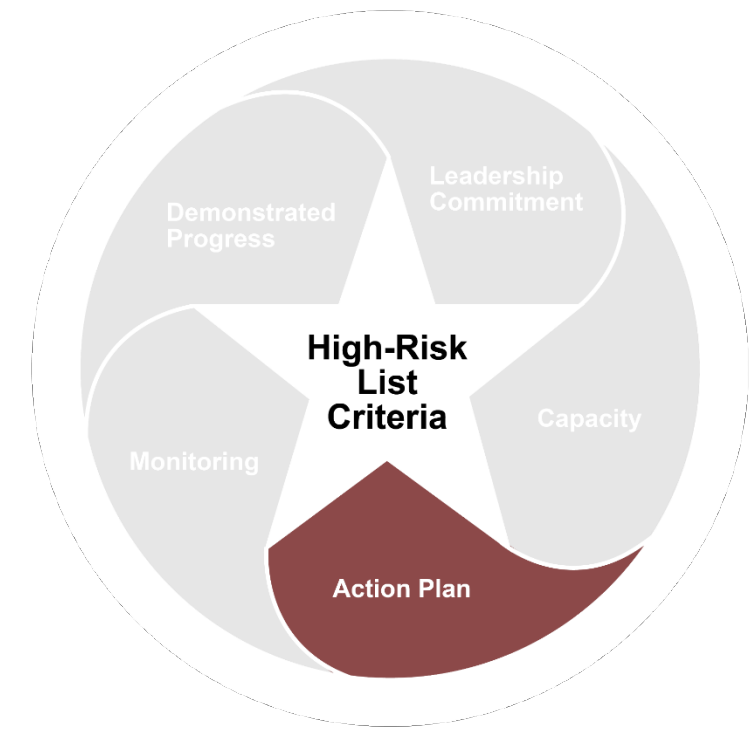 Leadership
Commitment
Demonstrated
Progress
High-Risk
List
Criteria
Capacity
Monitoring
Action Plan